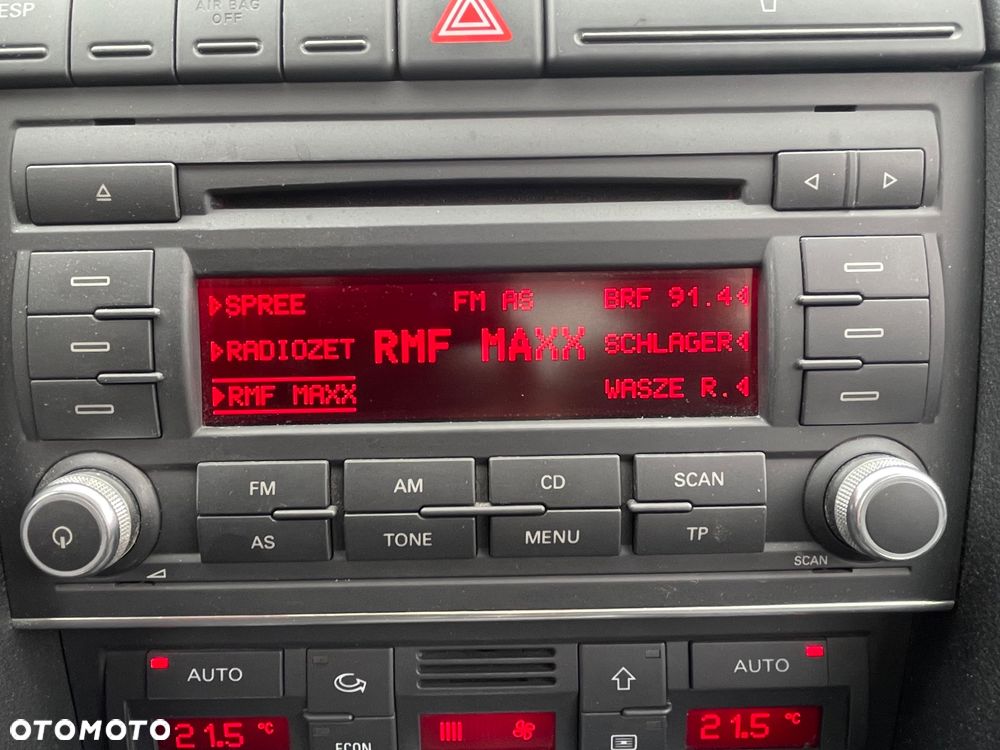 ESP
AIR BAG
OFF
SPREE FM AS BRF 91.4
RADIOZET RMF MAXX SCHLAGER
RMF MAXX WASZE R.
FM AM CD SCAN
AS TONE MENU TP
SCAN
AUTO AUTO
21.5 °C 21.5 °C
ECON
OTOMOTO